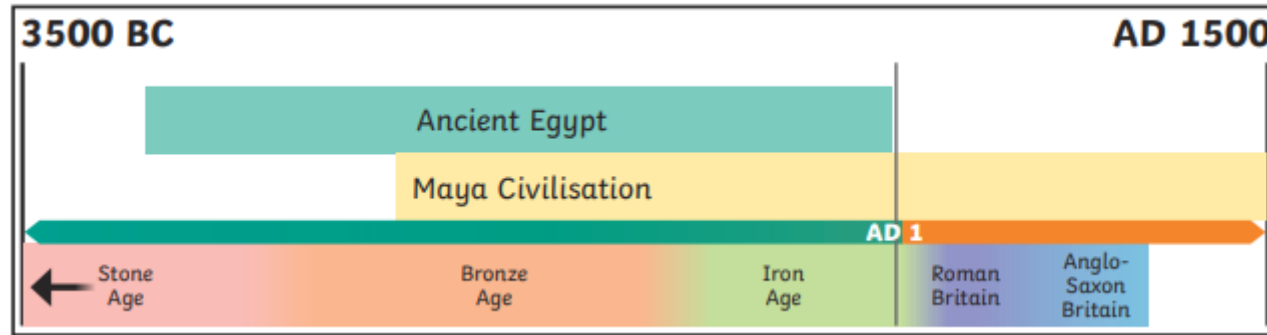 3500 BC
AD 1500
Ancient Egypt
Maya Civilisation
AD 1
Stone
Age
Bronze
Age
Iron
Age
Roman
Britain
Anglo-
Saxon
Britain